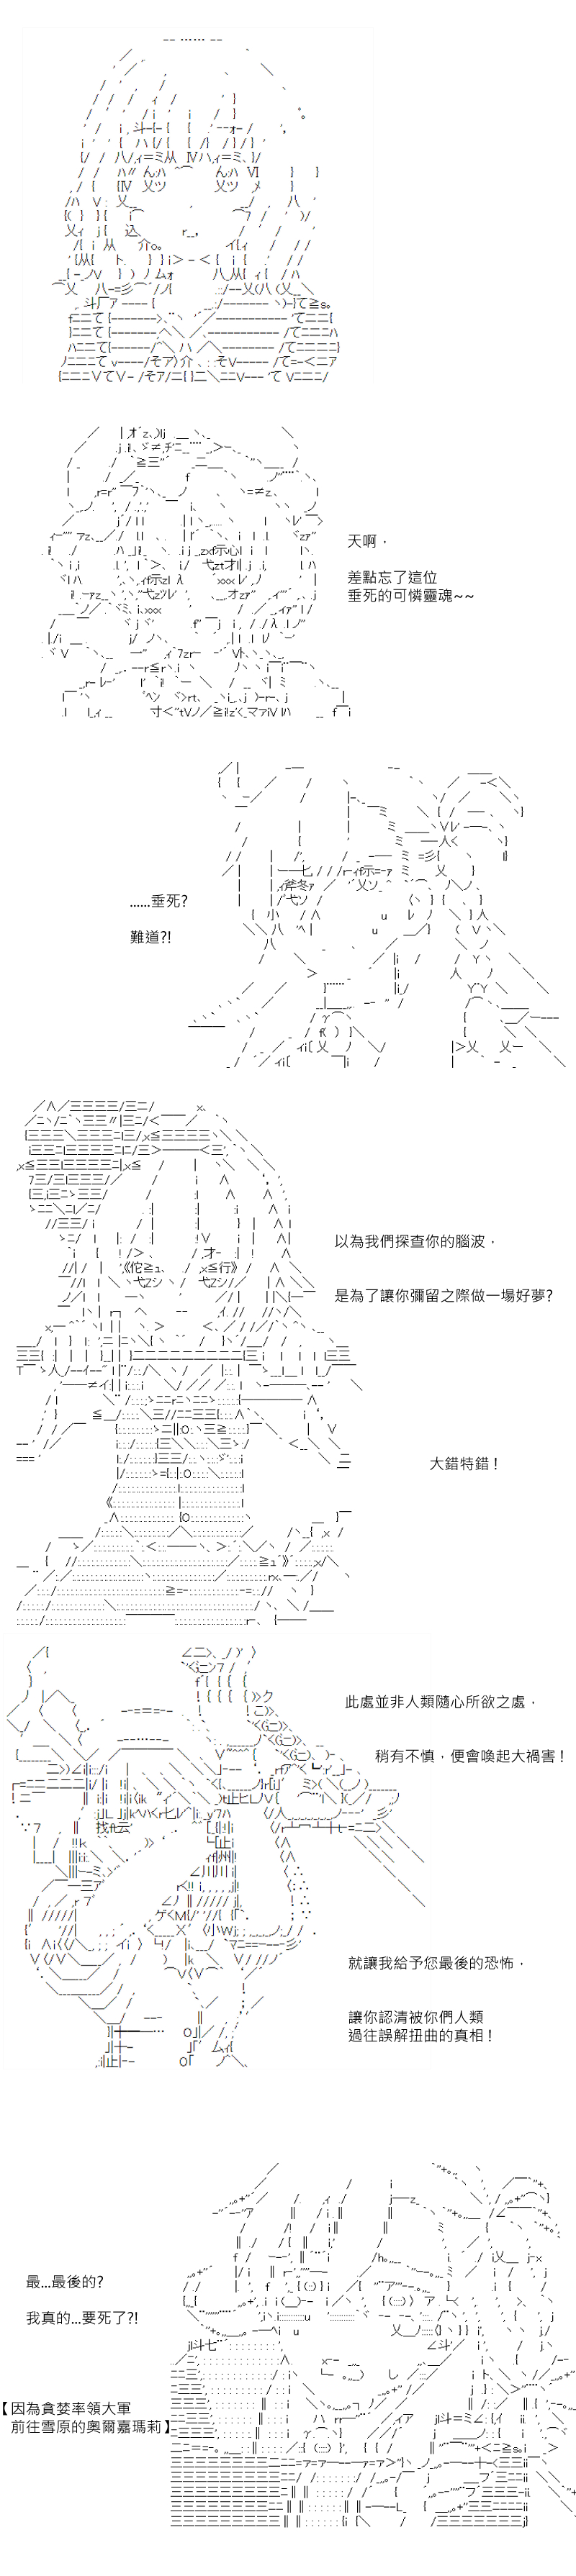 天啊，
差點忘了這位
垂死的可憐靈魂~~
......垂死?
難道?!
以為我們探查你的腦波，
是為了讓你彌留之際做一場好夢?
大錯特錯！
此處並非人類隨心所欲之處，
稍有不慎，便會喚起大禍害！
就讓我給予您最後的恐怖，
讓你認清被你們人類
過往誤解扭曲的真相！
最...最後的?
我真的...要死了?!
【因為貪婪率領大軍
前往雪原的奧爾嘉瑪莉】